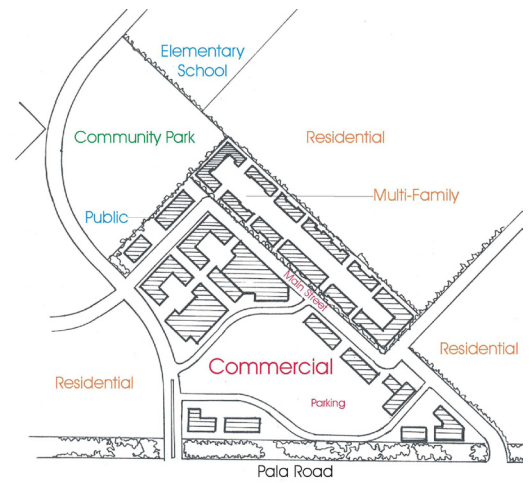 Elementary
School
Community Park
Residential
Multi-Family
Public
Main Street
Commercial
Residential
Residential
Parking
Pala Road